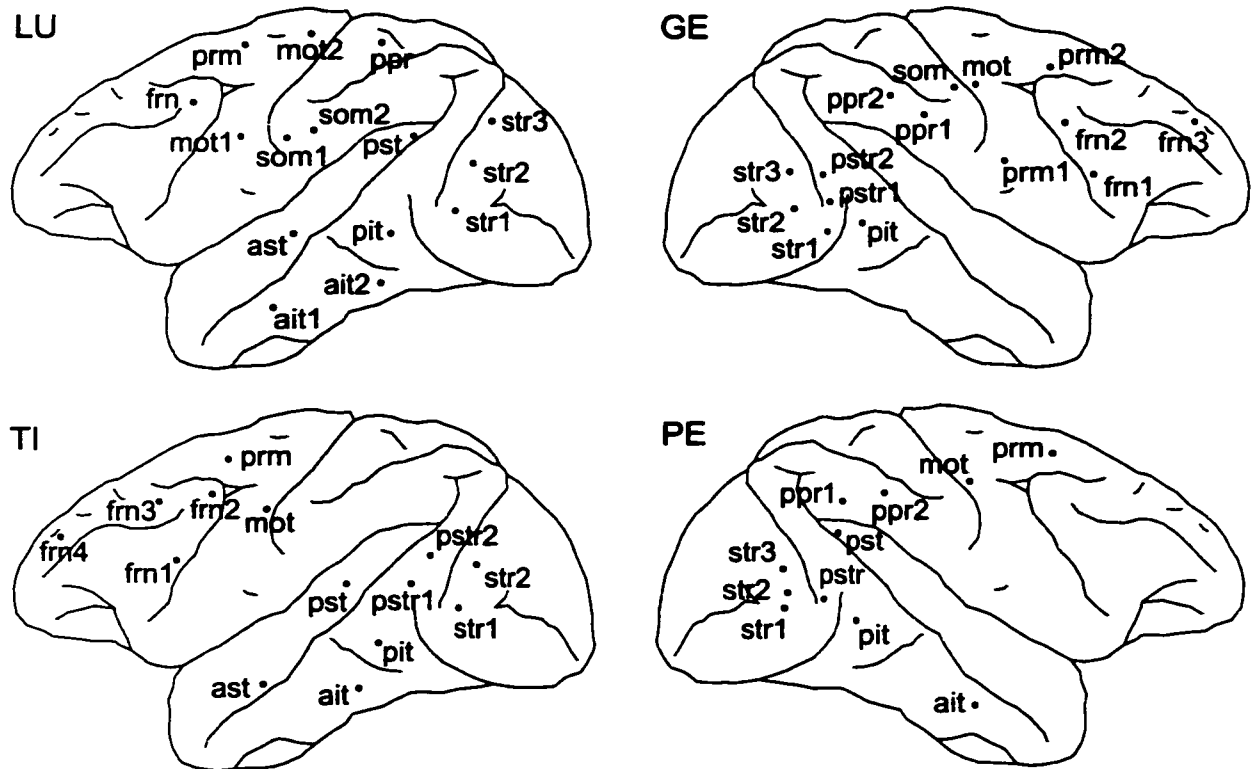 LU
prm
mot2
ppr
frn
mot1
som1
som2
pst
str3
str2
str1
ast
pit
ait2
ait1
GE
som
mot
prm2
ppr2
ppr1
frn2
frn3
str3
pstr2
prm1
frn1
pstr1
str2
str1
pit
TI
prm
frn3
frn2
mot
frn4
frn1
pstr2
str2
pst
pstr1
str1
pit
ast
ait
PE
mot
prm
ppr1
ppr2
pst
str3
pstr
str2
str1
pit
ait